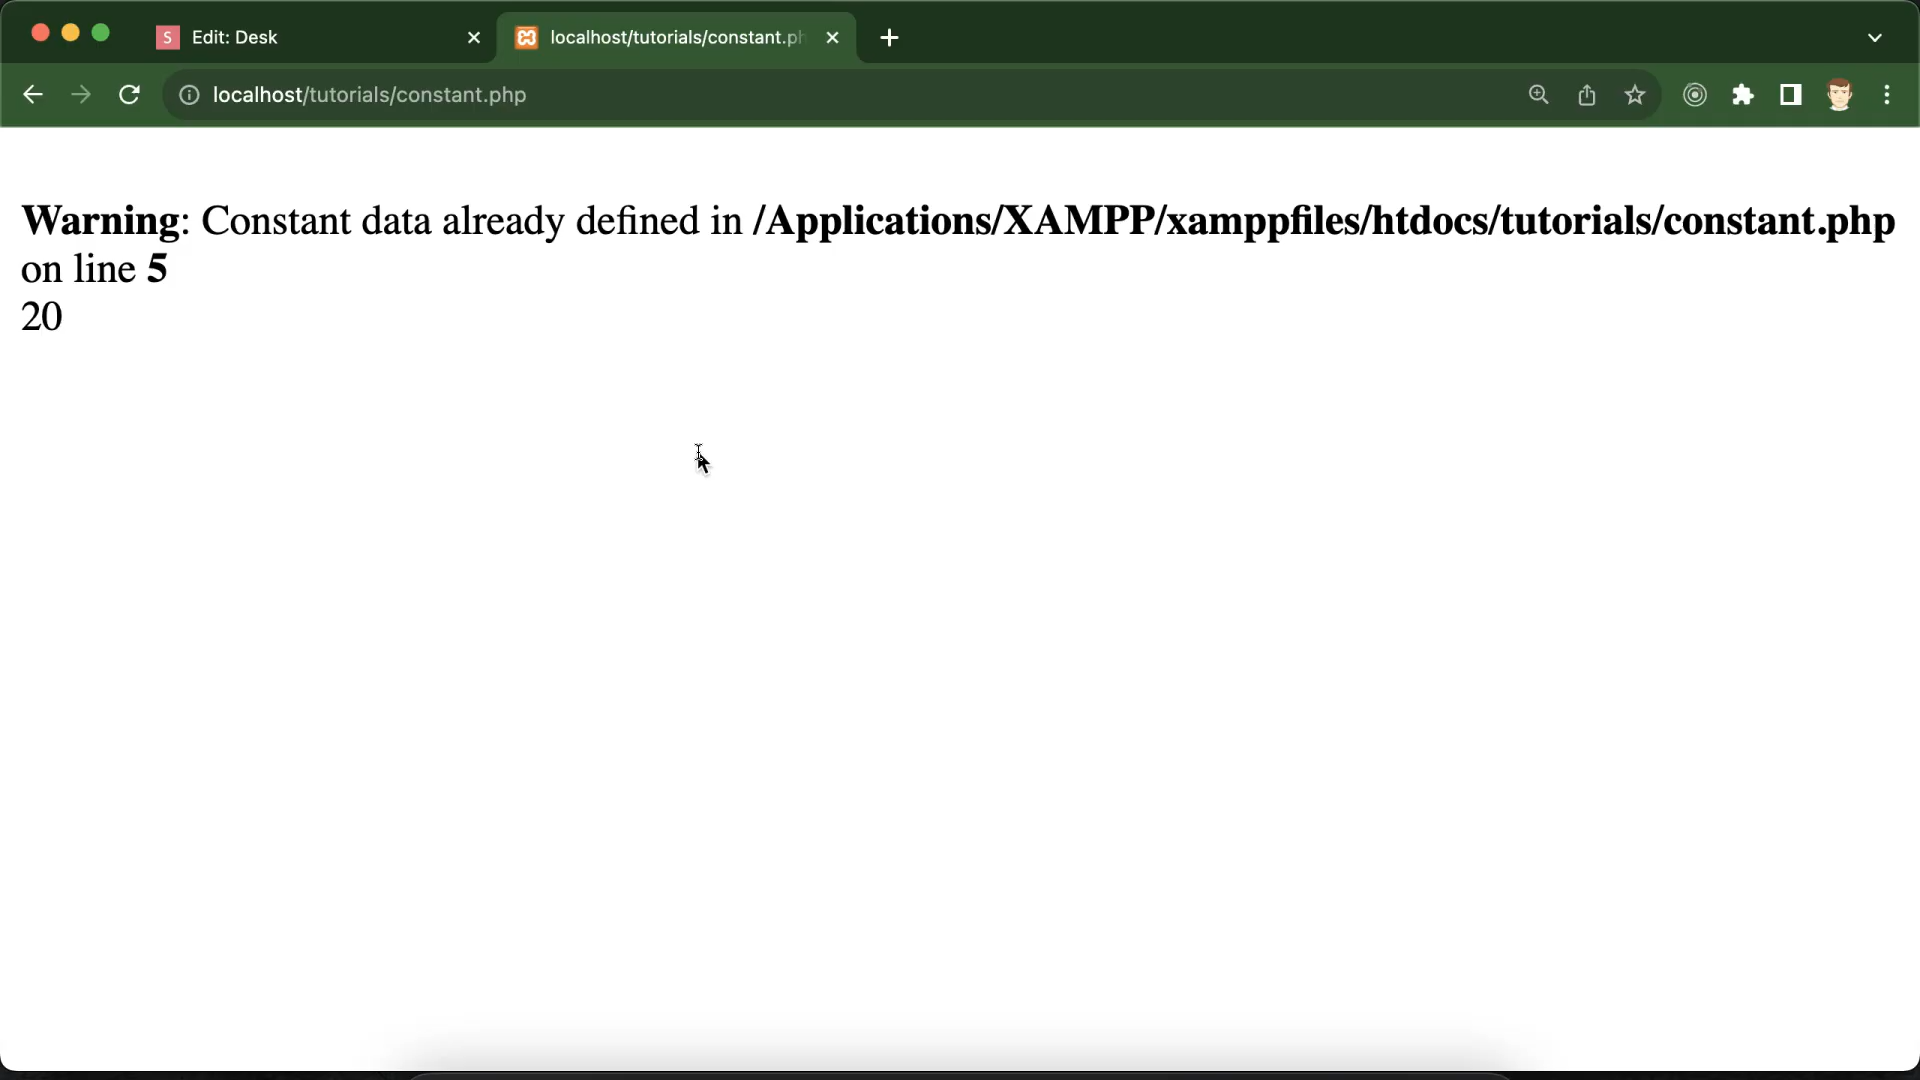 S Edit: Desk
localhost/tutorials/constant.ph
localhost/tutorials/constant.php
Warning: Constant data already defined in /Applications/XAMPP/xamppfiles/htdocs/tutorials/constant.php
on line 5
20